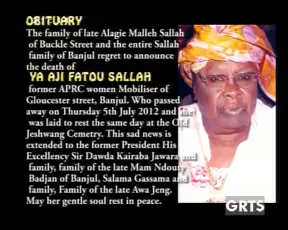 OBITUARY
The family of late Alagie Malleh Sallah
of Buckle Street and the entire Sallah
family of Banjul regret to announce
the death of
YA AJI FATOU SALLAH
former APRC women Mobiliser of
Gloucester street, Banjul. Who passed
away on Thursday 5th July 2012 and she
was laid to rest the same day at the Old
Jeshwang Cemetry. This sad news is
extended to the former President His
Excellency Sir Dawda Kairaba Jawara and
family, family of the late Mam Ndout
Badjan of Banjul, Salama Gassama and
family, Family of the late Awa Jeng.
May her gentle soul rest in peace.
GRTS